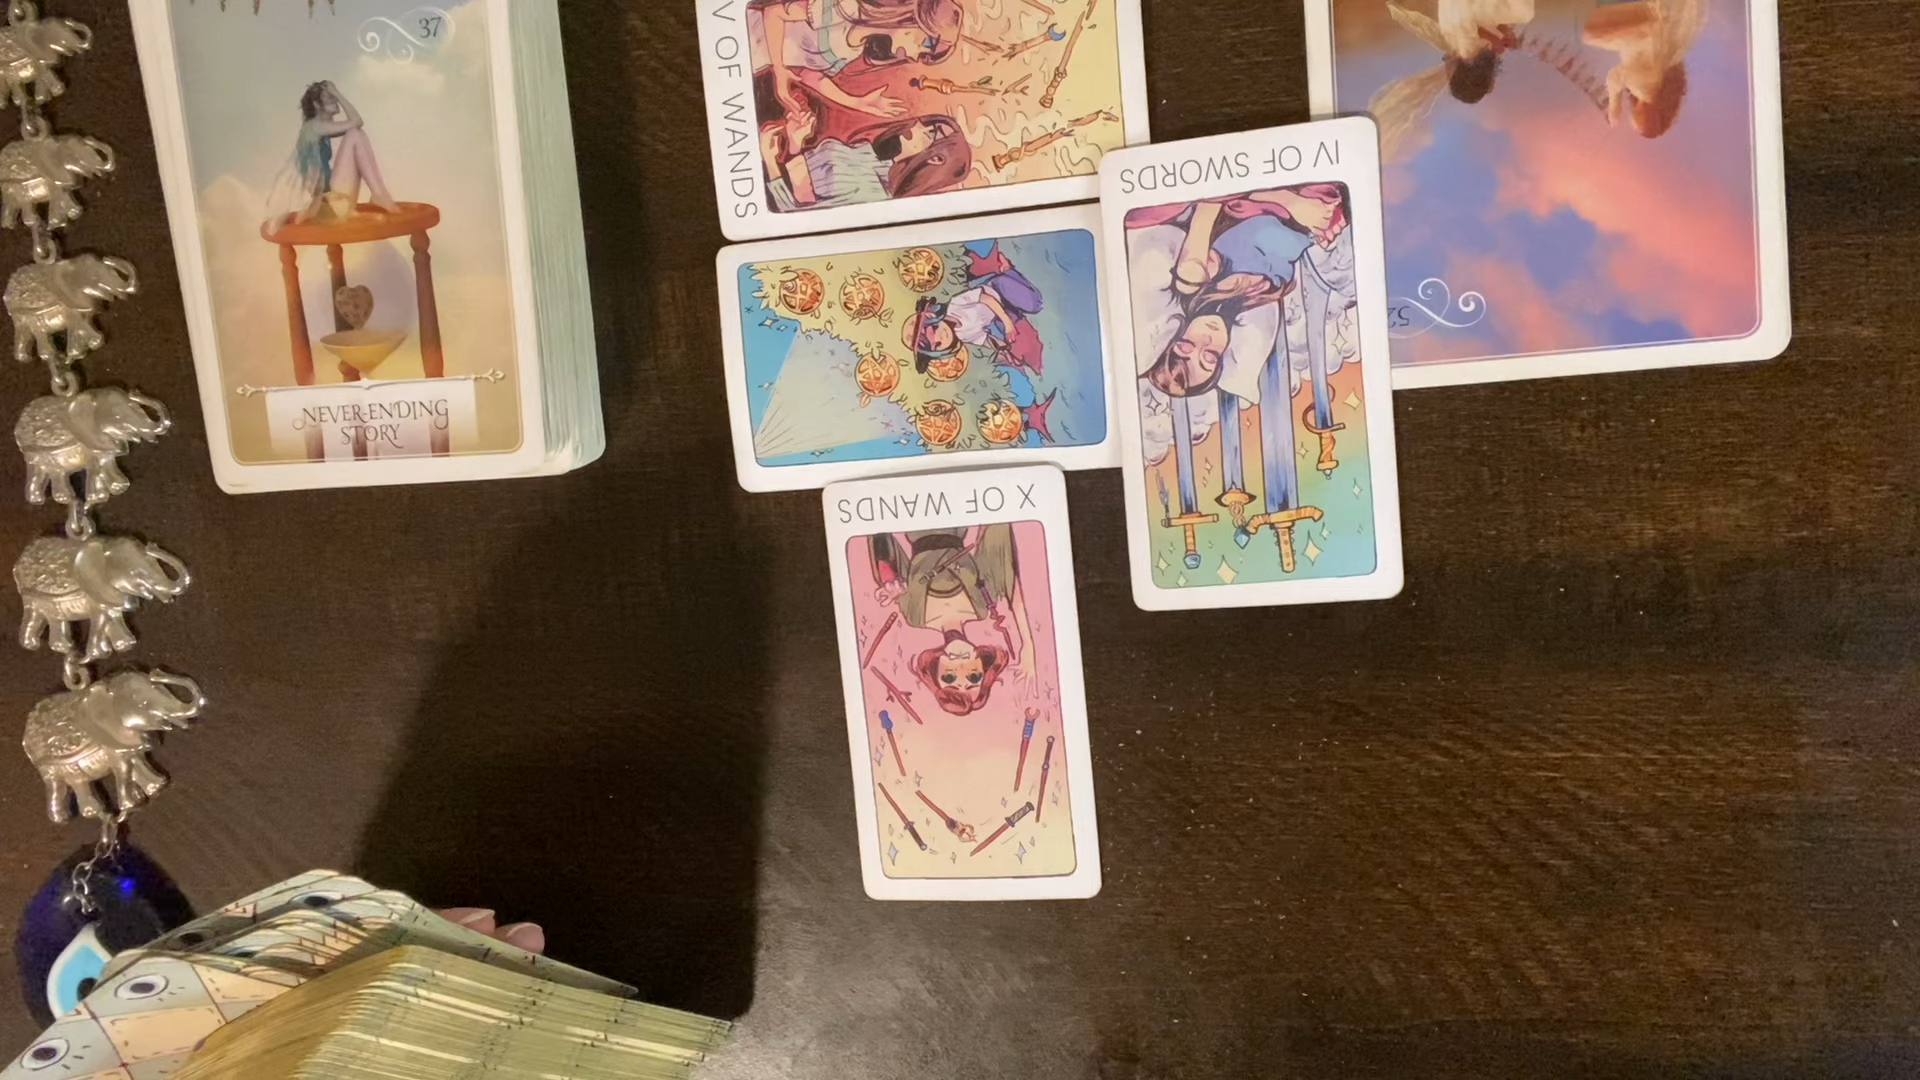 37
NEVER-ENDING
STORY
V OF WANDS
IV OF SWORDS
52
X OF WANDS